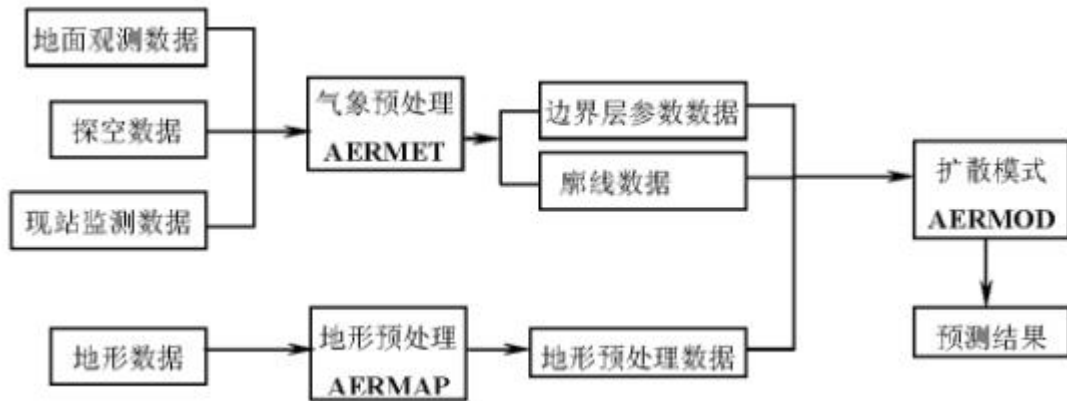 地面观测数据
探空数据
现站监测数据
气象预处理
AERMET
边界层参数数据
廓线数据
扩散模式
AERMOD
预测结果
地形数据
地形预处理
AERMAP
地形预处理数据